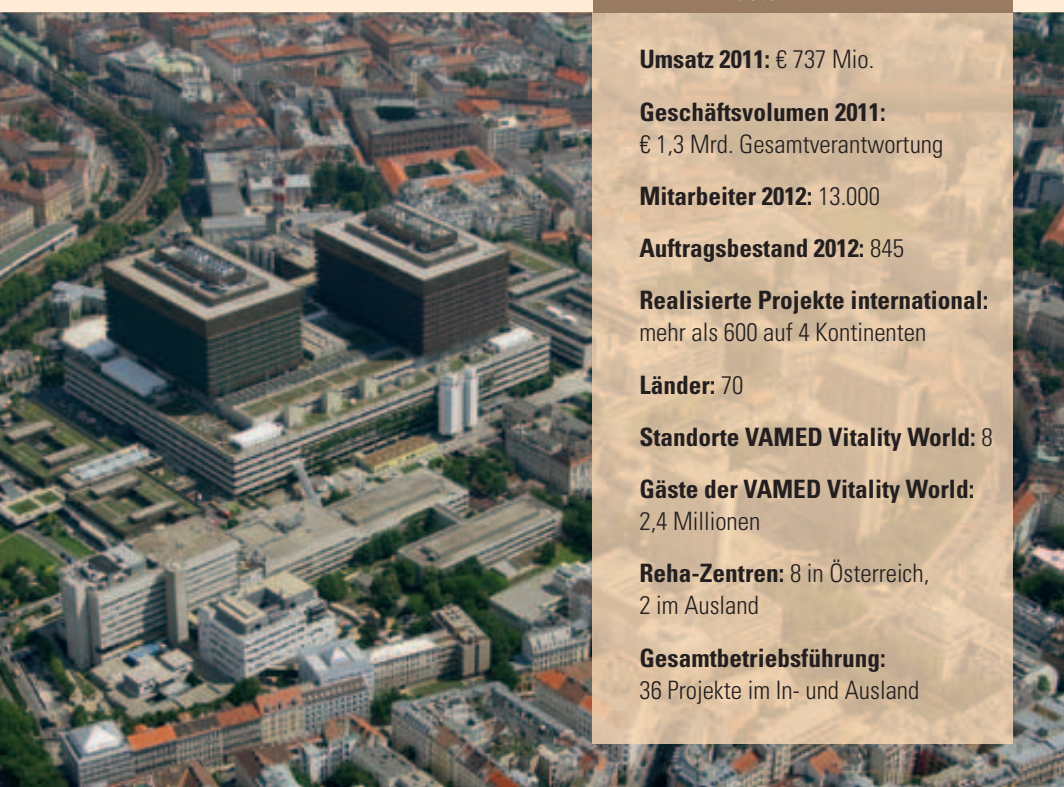 Umsatz 2011: € 737 Mio.
Geschäftsvolumen 2011:
€ 1,3 Mrd. Gesamtverantwortung
Mitarbeiter 2012: 13.000
Auftragsbestand 2012: 845
Realisierte Projekte international:
mehr als 600 auf 4 Kontinenten
Länder: 70
Standorte VAMED Vitality World: 8
Gäste der VAMED Vitality World:
2,4 Millionen
Reha-Zentren: 8 in Österreich,
2 im Ausland
Gesamtbetriebsführung:
36 Projekte im In- und Ausland